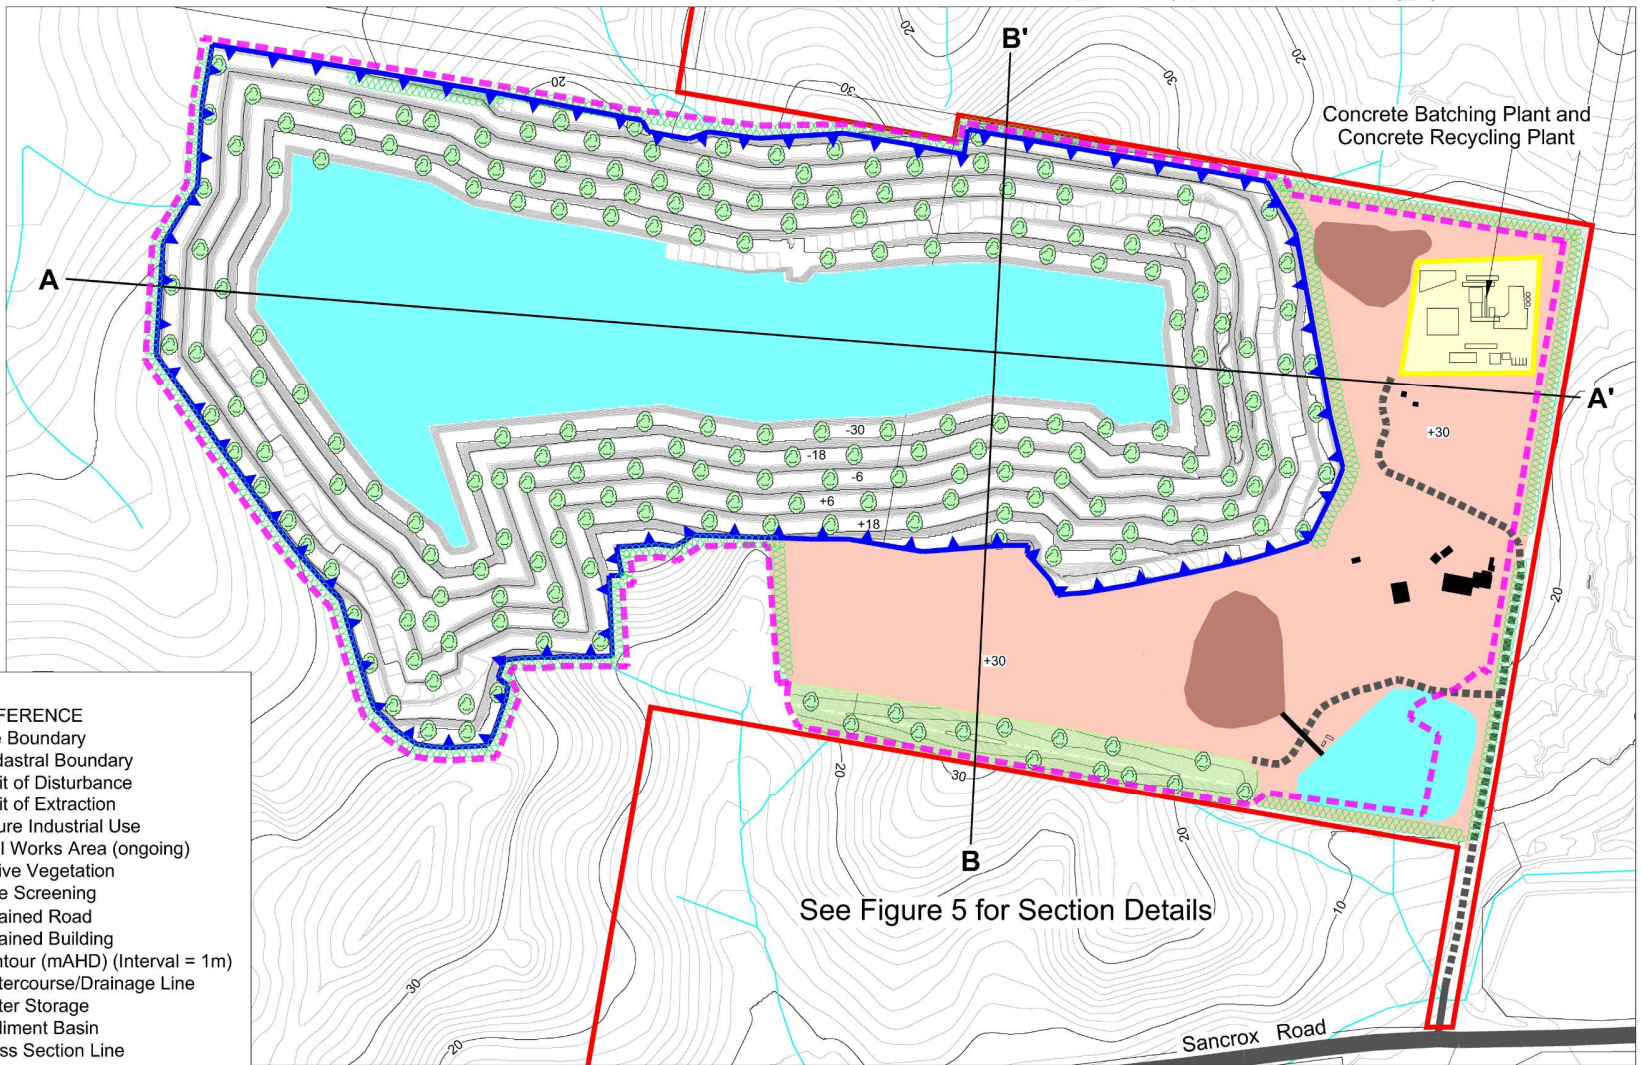 B'
Concrete Batching Plant and
Concrete Recycling Plant
20
20
30
30
20
A
A'
+30
-30
-18
-6
+6
+18
+30
20
20
30
20
B
See Figure 5 for Section Details
10
30
20
Sancrox Road
FERENCE
Boundary
dastral Boundary
it of Disturbance
it of Extraction
ure Industrial Use
l Works Area (ongoing)
ive Vegetation
e Screening
ained Road
ained Building
ntour (mAHD) (Interval = 1m)
tercourse/Drainage Line
ter Storage
diment Basin
ss Section Line